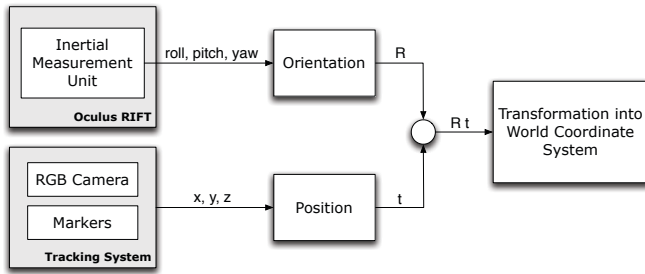 Inertial
Measurement
Unit
Oculus RIFT
roll, pitch, yaw
Orientation
R
R t
Transformation into
World Coordinate
System
RGB Camera
Markers
Tracking System
x, y, z
Position
t